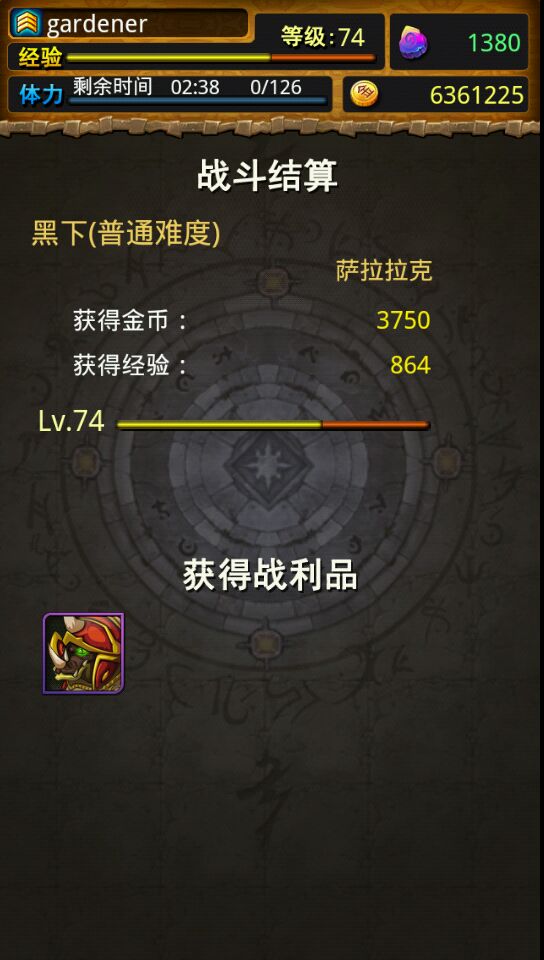 gardener
等级:74
1380
经验
体力 剩余时间 02:38 0/126
6361225
战斗结算
黑下(普通难度)
萨拉拉克
获得金币： 3750
获得经验： 864
Lv.74
获得战利品